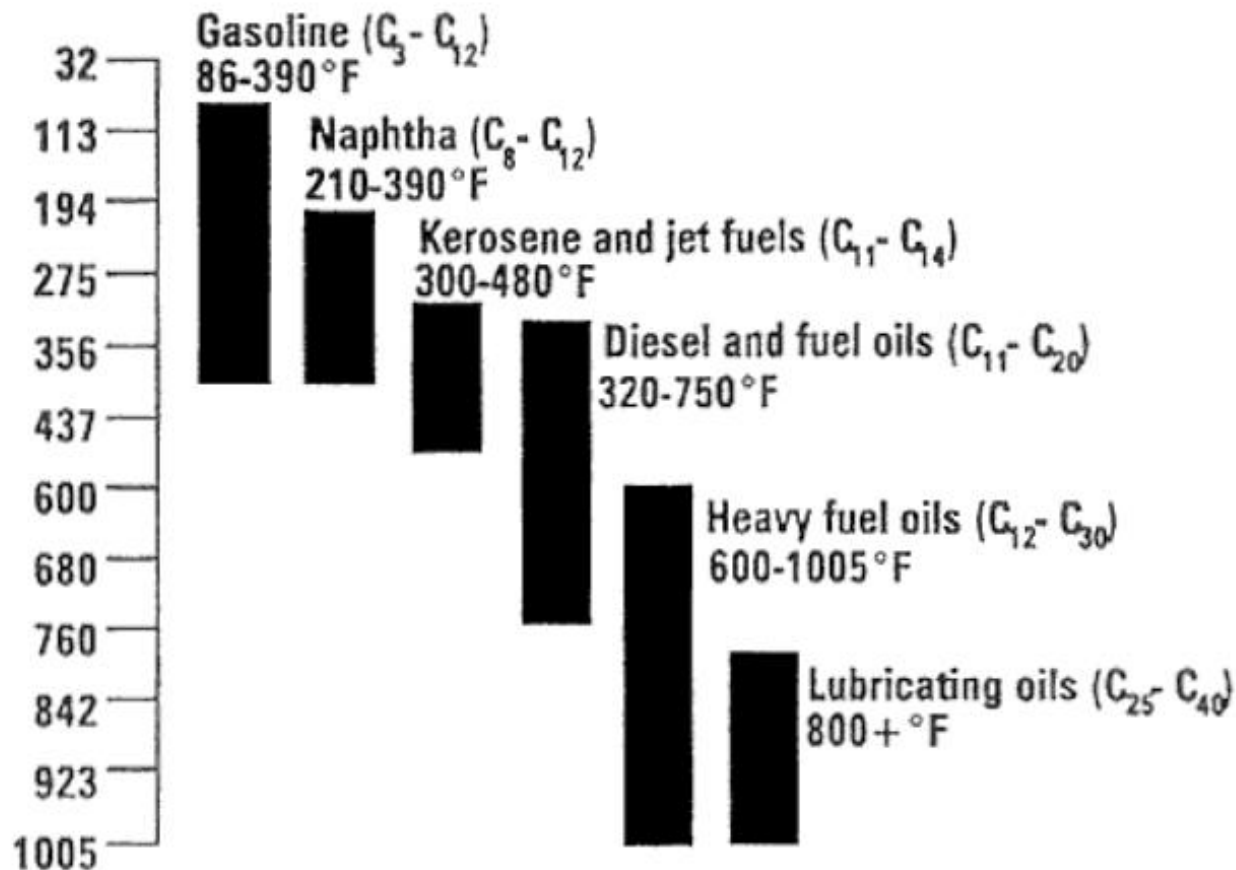 32
113
194
275
356
437
600
680
760
842
923
1005
Gasoline (C3- C12)
86-390°F
Naphtha (C8- C12)
210-390°F
Kerosene and jet fuels (C11- C14)
300-480°F
Diesel and fuel oils (C11- C20)
320-750°F
Heavy fuel oils (C12- C30)
600-1005°F
Lubricating oils (C25- C40)
800+°F